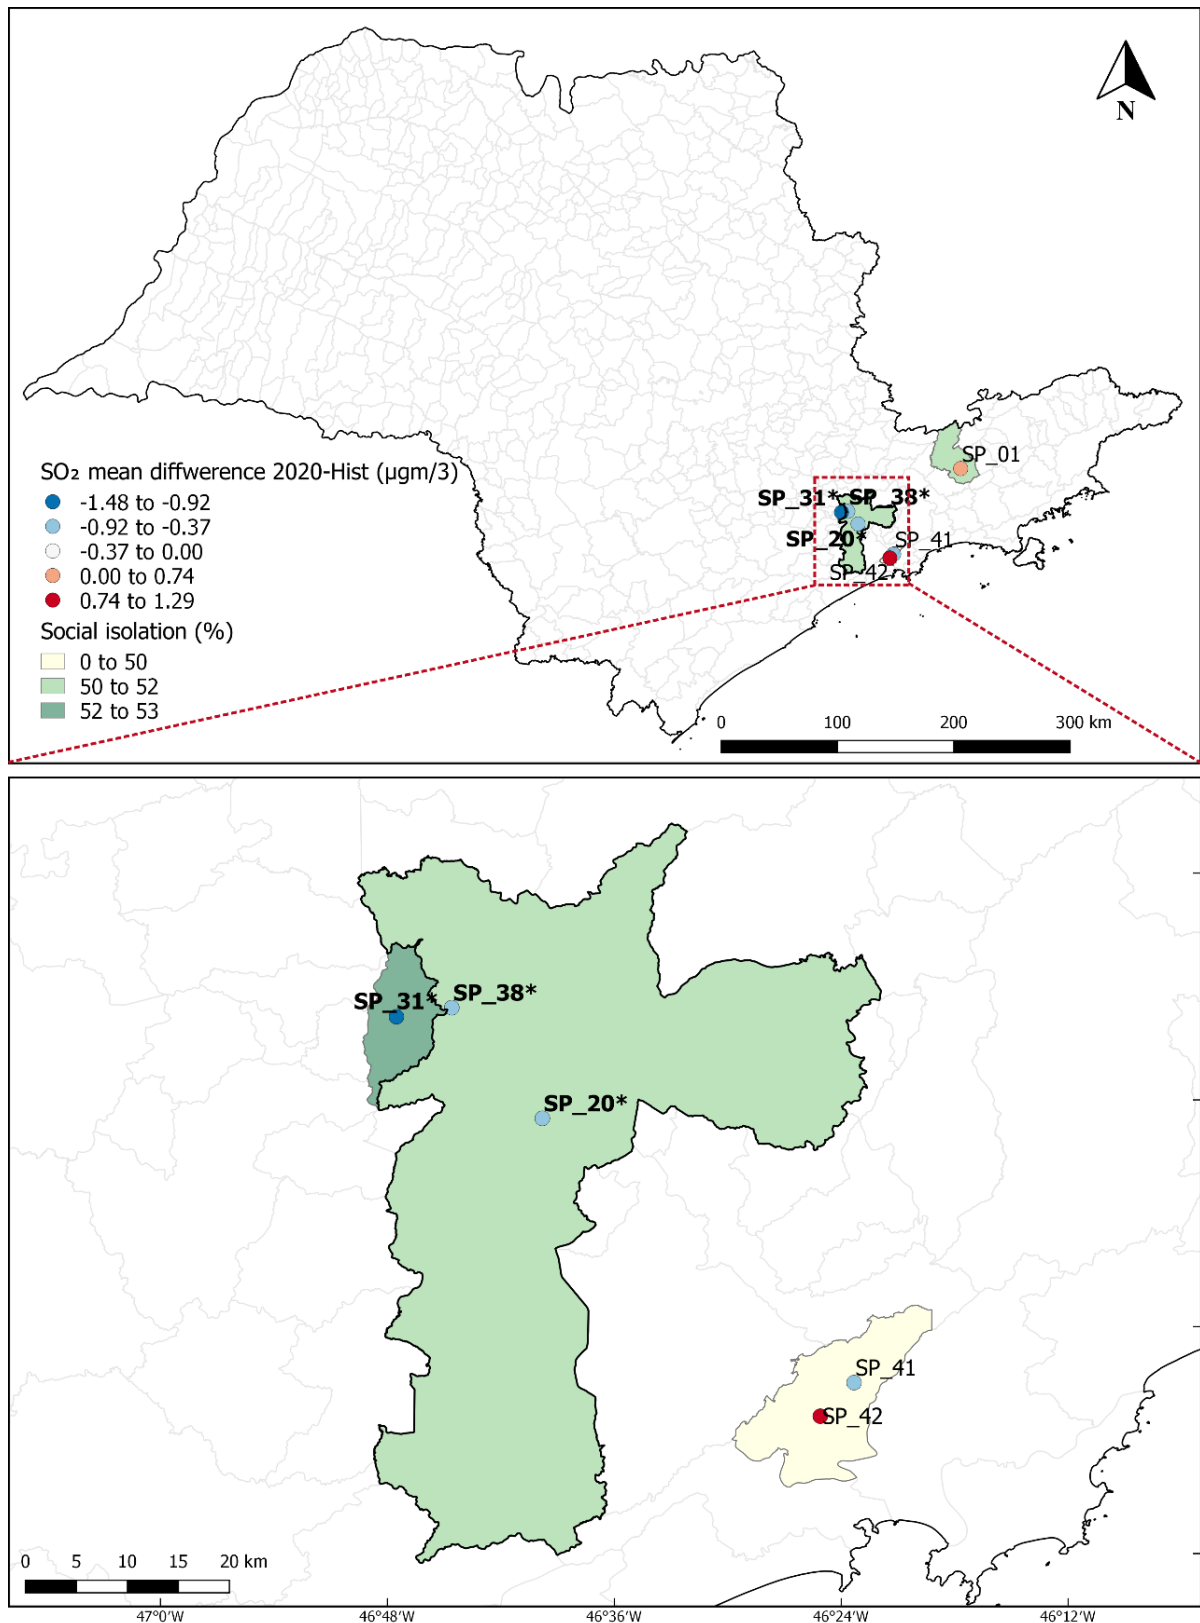 N
SO₂ mean diffwerence 2020-Hist (µgm/3)
-1.48 to -0.92
-0.92 to -0.37
-0.37 to 0.00
0.00 to 0.74
0.74 to 1.29
Social isolation (%)
0 to 50
50 to 52
52 to 53
SP_01
SP_31* SP_38*
SP_20* SP_41
SP_42
0 100 200 300 km
SP_31* SP_38*
SP_20*
SP_41
SP_42
0 5 10 15 20 km
47°0'W 46°48'W 46°36'W 46°24'W 46°12'W